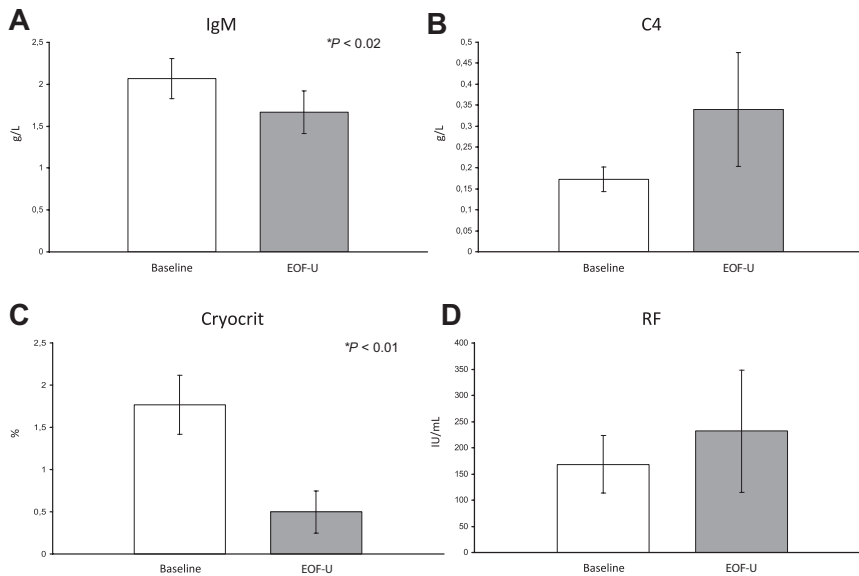 A
IgM
*P < 0.02
2,5
2
1,5
1
0,5
0
g/L
Baseline
EOF-U
B
C4
0,5
0,45
0,4
0,35
0,3
0,25
0,2
0,15
0,1
0,05
0
g/L
Baseline
EOF-U
C
Cryocrit
*P < 0.01
2,5
2
1,5
1
0,5
0
%
Baseline
EOF-U
D
RF
400
350
300
250
200
150
100
50
0
IU/mL
Baseline
EOF-U